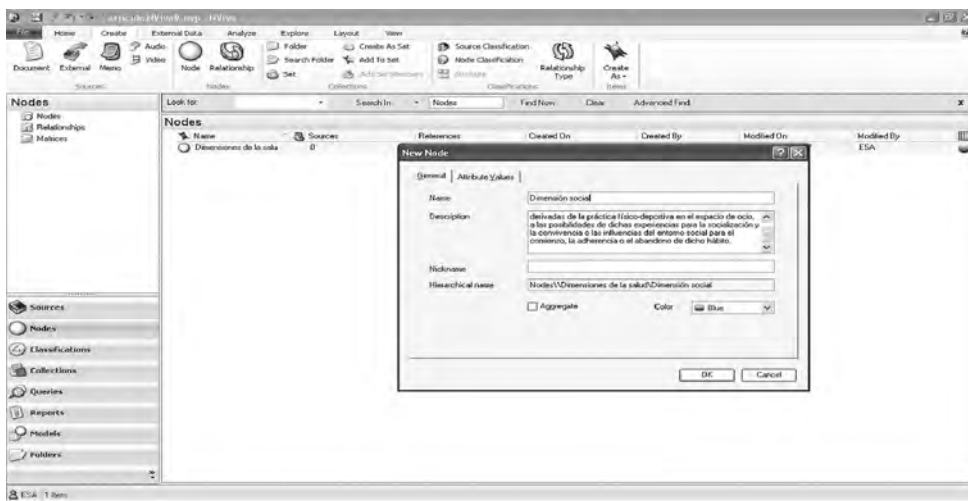 File Home Create External Data Analyze Explore Layout View
Document External Memo Audio Video
Node Relationship
Folder Search Folder Set
Create As Set Add To Set
Source Classification Node Classification
Relationship Type
Create As
Sources Nodes Collections Classifications Items
Nodes
Nodes
Relationships
Matrices
Look for: Search In Nodes Find Now Clear Advanced Find x
Nodes
Name Sources References Created On Created By Modified On Modified By
Dimensiones de la salu 0 ESA
New Node
General Attribute Values
Name Dimensión social
Description derivadas de la práctica físico-deportiva en el espacio de ocio,
a las posibilidades de dichas experiencias para la socialización y
la convivencia o las influencias del entorno social para el
comienzo, la adherencia o el abandono de dicho hábito.
Nickname
Hierarchical name Nodes\\Dimensiones de la salud\Dimensión social
Aggregate Color Blue
OK Cancel
Sources
Nodes
Classifications
Collections
Queries
Reports
Models
Folders
ESA 1 Item